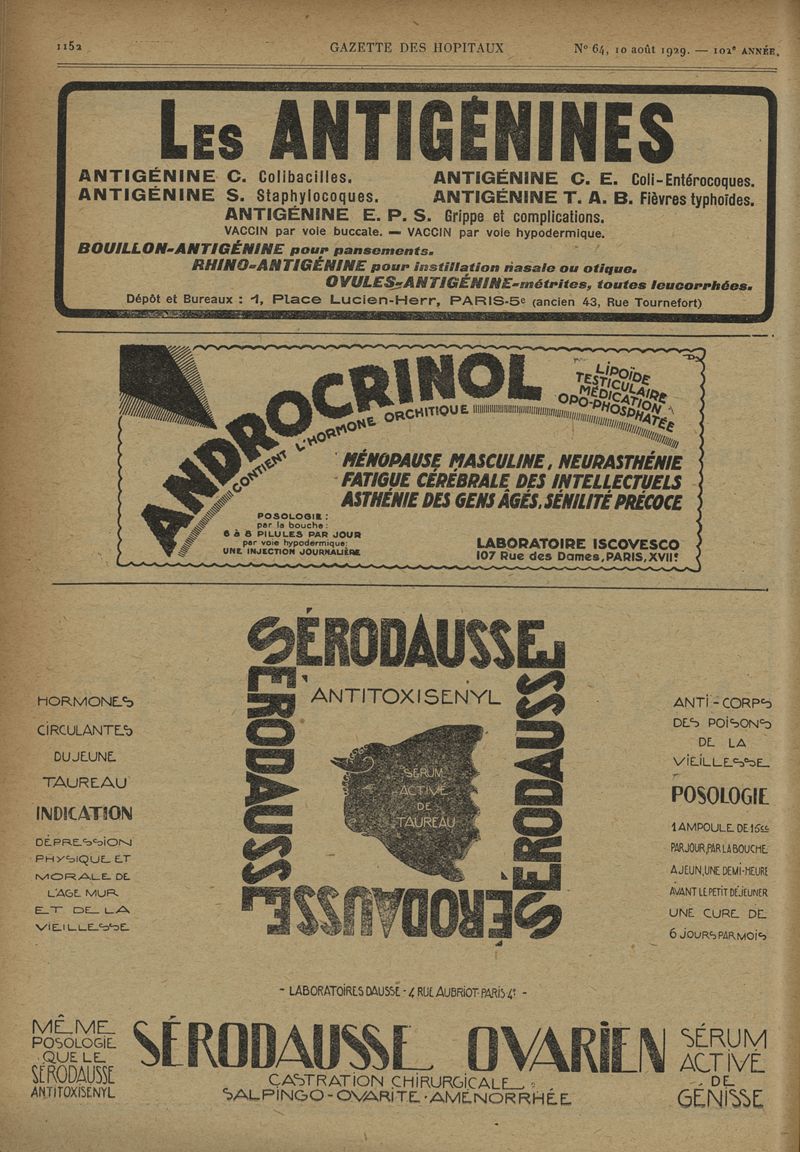 1152
GAZETTE DES HOPITAUX
N° 64, 10 août 1929. — 102e ANNÉE.
LES ANTIGÉNINES
ANTIGÉNINE C. Colibacilles.
ANTIGÉNINE C. E. Coli-Entérocoques.
ANTIGÉNINE S. Staphylocoques.
ANTIGÉNINE T. A. B. Fièvres typhoïdes.
ANTIGÉNINE E. P. S. Grippe et complications.
VACCIN par voie buccale. — VACCIN par voie hypodermique.
BOUILLON-ANTIGÉNINE pour pansements.
RHINO-ANTIGÉNINE pour instillation nasale ou otique.
OVULES-ANTIGÉNINE-métrites, toutes leucorrhées.
Dépôt et Bureaux : 1, Place Lucien-Herr, PARIS-5e (ancien 43, Rue Tournefort)
ANDROCRINOL
CONTIENT L'HORMONE ORCHITIQUE
LIPOÏDE
TESTICULAIRE
MÉDICATION
OPO-PHOSPHATÉE
MÉNOPAUSE MASCULINE, NEURASTHÉNIE
FATIGUE CÉRÉBRALE DES INTELLECTUELS
ASTHÉNIE DES GENS ÂGÉS, SÉNILITÉ PRÉCOCE
POSOLOGIE :
par la bouche :
6 à 8 PILULES PAR JOUR
par voie hypodermique:
UNE INJECTION JOURNALIÈRE
LABORATOIRE ISCOVESCO
107 Rue des Dames, PARIS, XVIIe
SÉRODAUSSE
SÉRODAUSSE
SÉRODAUSSE
SÉRODAUSSE
ANTITOXISENYL
SÉRUM
ACTIVÉ
DE
TAUREAU
HORMONES
CIRCULANTES
DU JEUNE
TAUREAU
INDICATION
DÉPRESSION
PHYSIQUE ET
MORALE DE
L'AGE MUR
ET DE LA
VIEILLESSE
ANTI-CORPS
DES POISONS
DE LA
VIEILLESSE
POSOLOGIE
1 AMPOULE DE 15cc
PAR JOUR, PAR LA BOUCHE
A JEUN, UNE DEMI-HEURE
AVANT LE PETIT DÉJEUNER
UNE CURE DE
6 JOURS PAR MOIS
- LABORATOIRES DAUSSE - 4 RUE AUBRIOT-PARIS 4e -
MÊME
POSOLOGIE
QUE LE
SÉRODAUSSE
ANTITOXISENYL
SÉRODAUSSE OVARIEN
CASTRATION CHIRURGICALE
SALPINGO-OVARITE·AMÉNORRHÉE
SÉRUM
ACTIVÉ
DE
GÉNISSE